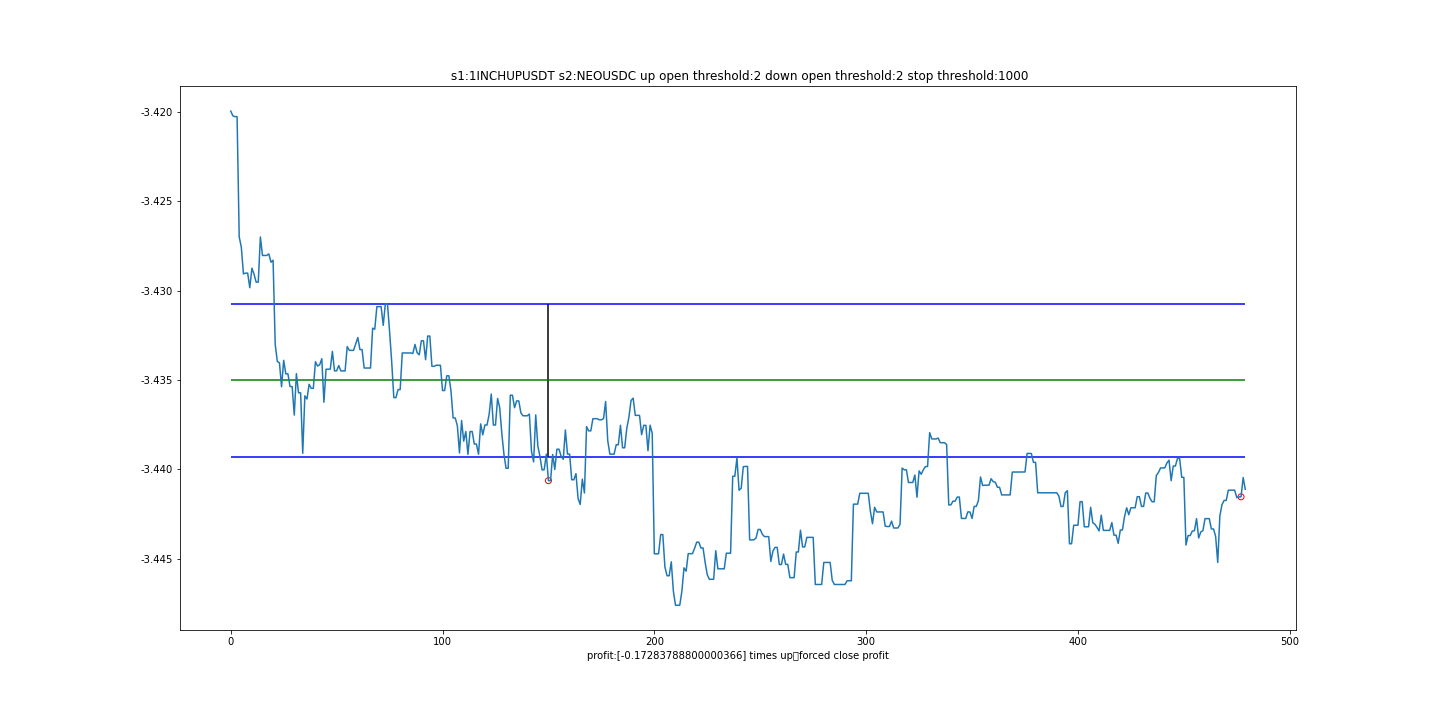 s1:1INCHUPUSDT s2:NEOUSDC up open threshold:2 down open threshold:2 stop threshold:1000
-3.420
-3.425
-3.430
-3.435
-3.440
-3.445
0 100 200 300 400 500
profit:[-0.17283788800000366] times up▯forced close profit